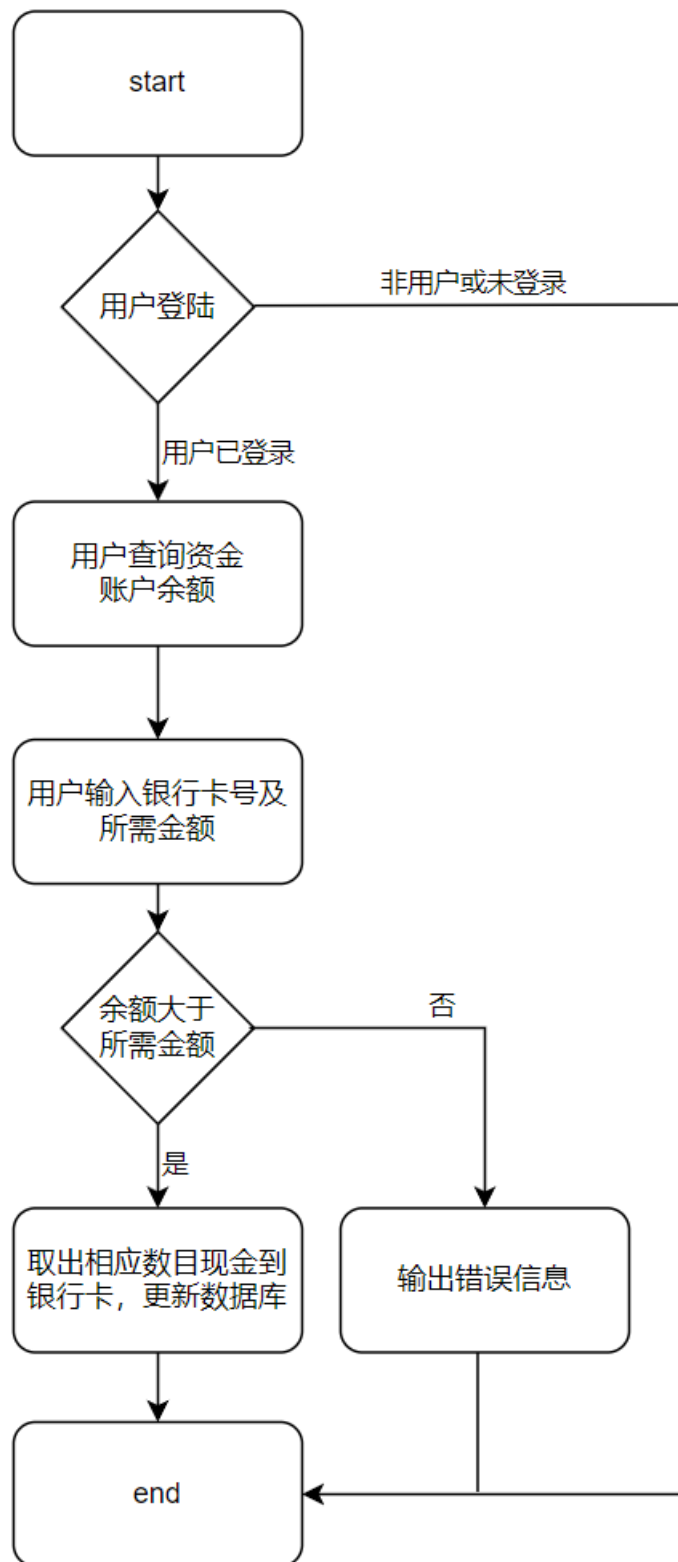 start
用户登陆
非用户或未登录
用户已登录
用户查询资金
账户余额
用户输入银行卡号及
所需金额
余额大于
所需金额
否
是
取出相应数目现金到
银行卡，更新数据库
输出错误信息
end